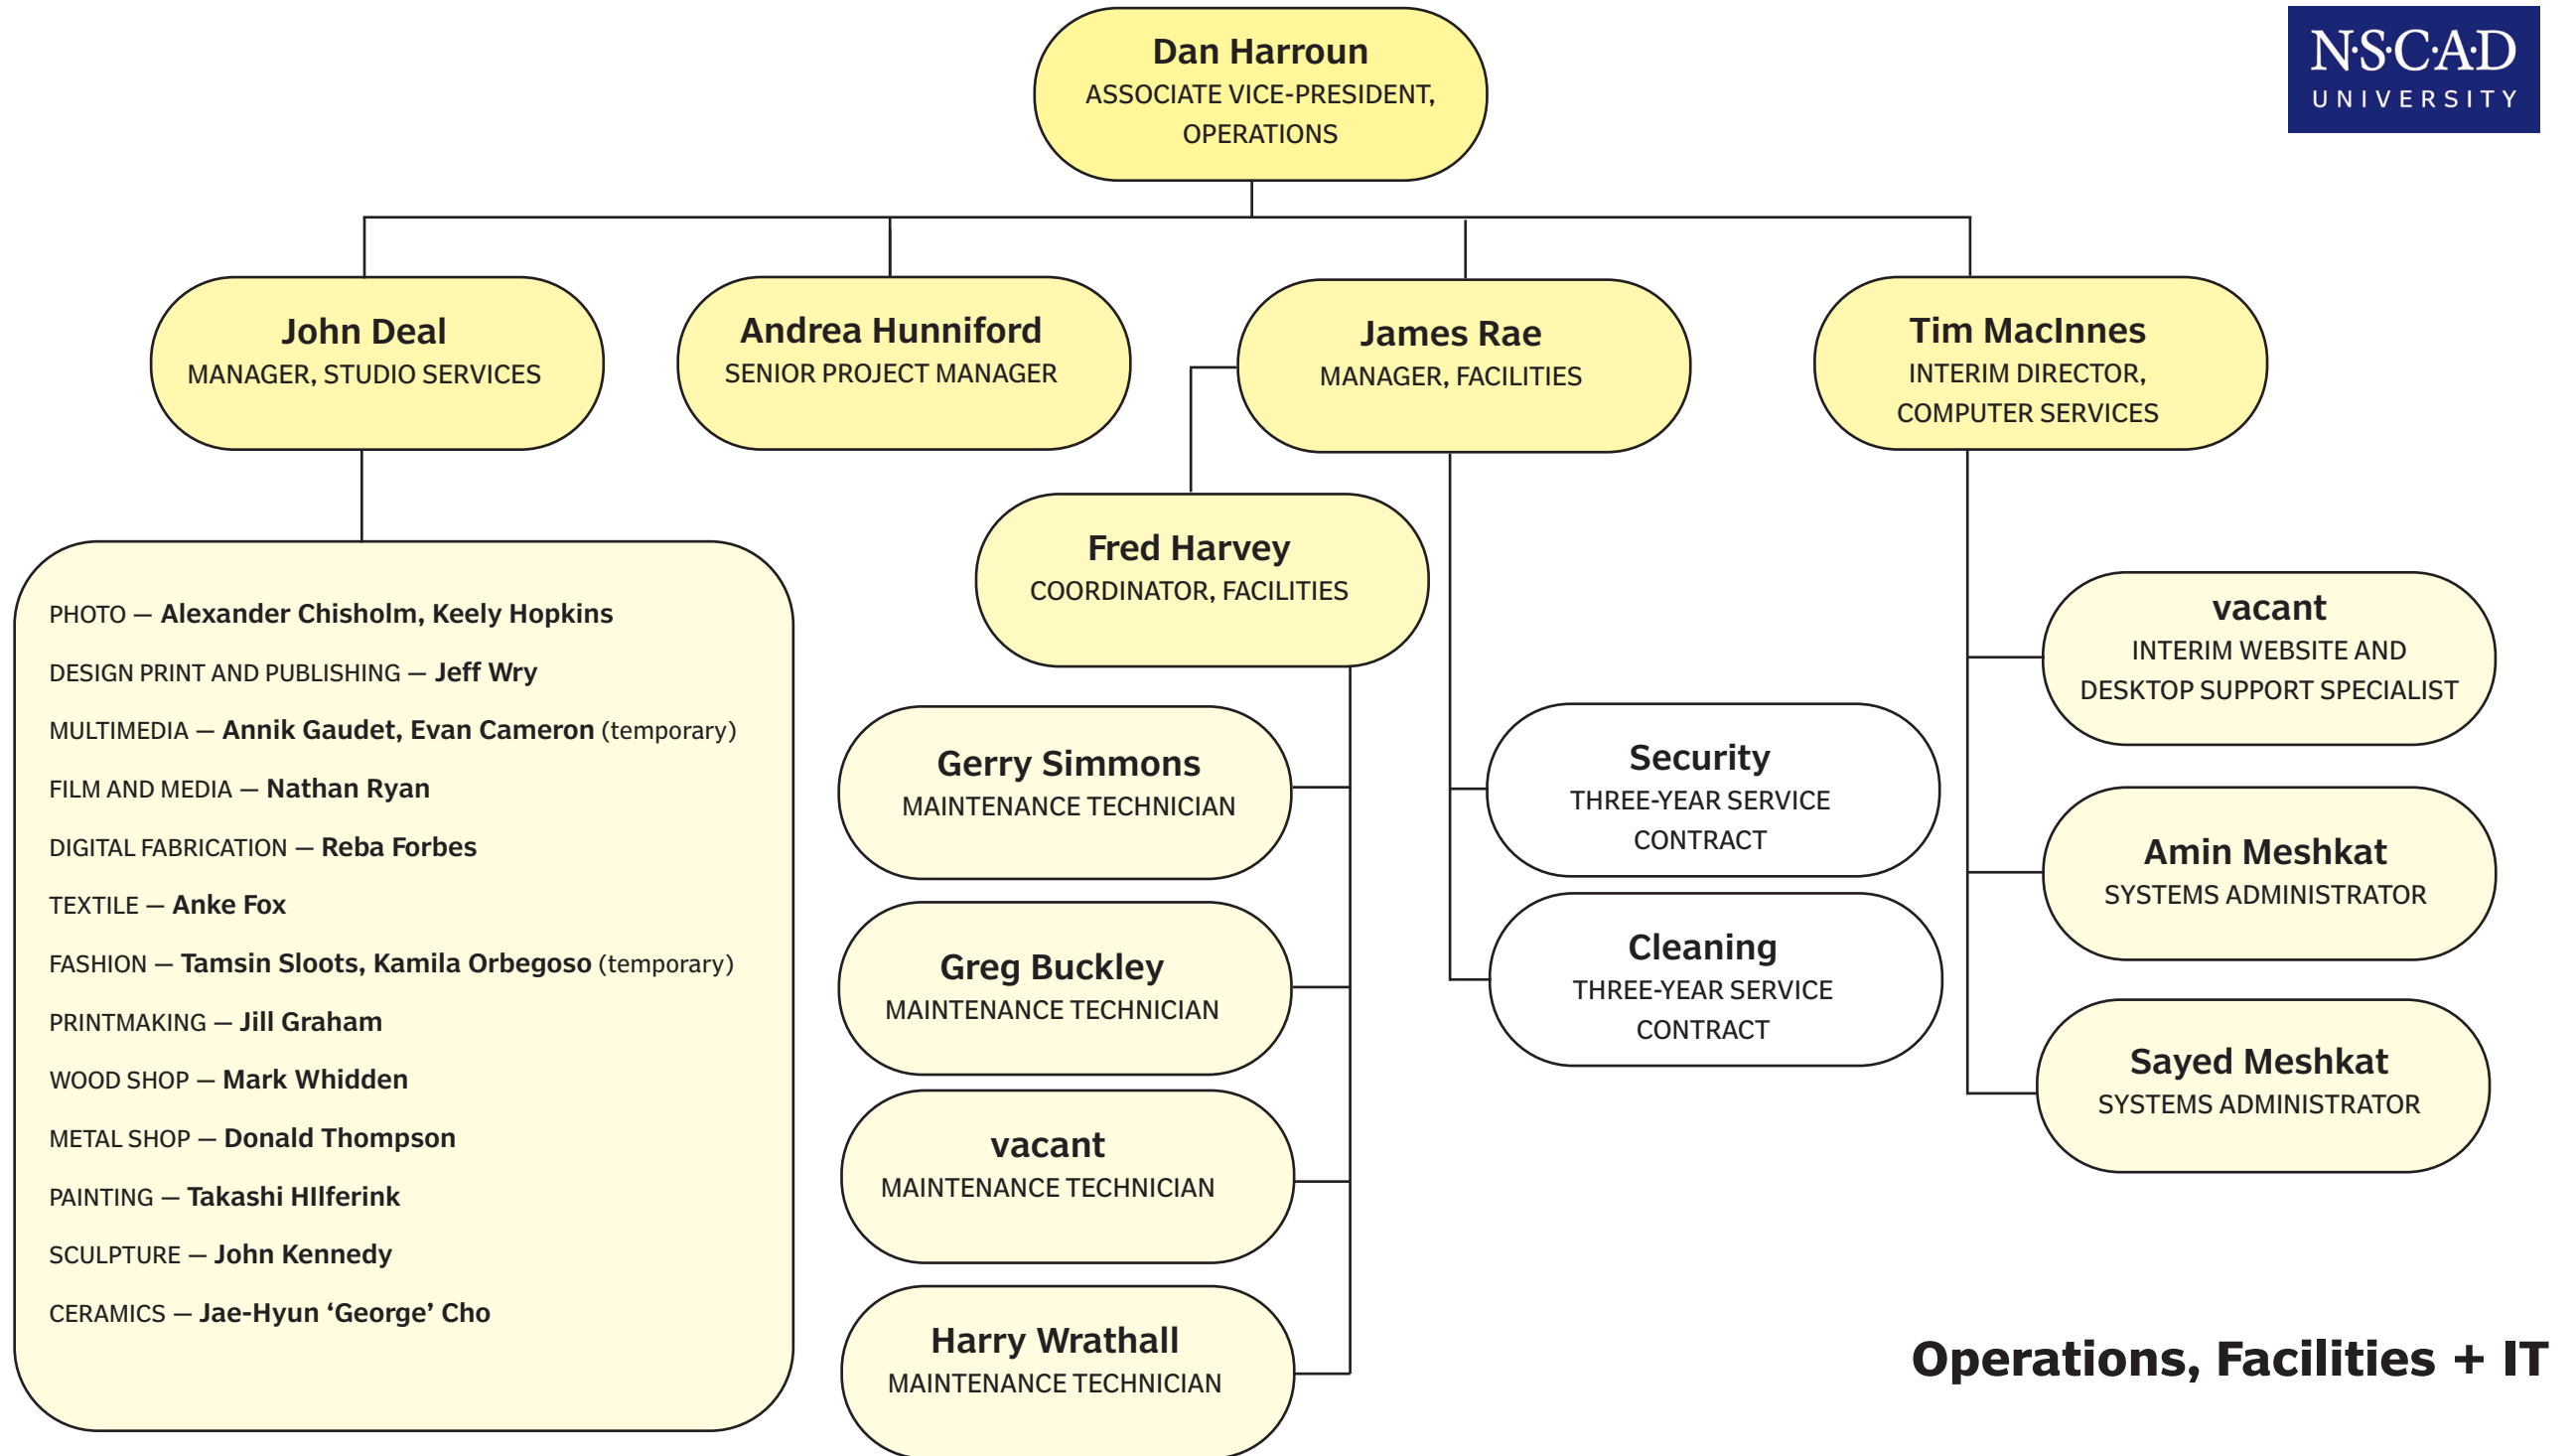 Dan Harroun
ASSOCIATE VICE-PRESIDENT,
OPERATIONS
N·S·C·A·D
UNIVERSITY
John Deal
MANAGER, STUDIO SERVICES
Andrea Hunniford
SENIOR PROJECT MANAGER
James Rae
MANAGER, FACILITIES
Tim MacInnes
INTERIM DIRECTOR,
COMPUTER SERVICES
PHOTO — Alexander Chisholm, Keely Hopkins
DESIGN PRINT AND PUBLISHING — Jeff Wry
MULTIMEDIA — Annik Gaudet, Evan Cameron (temporary)
FILM AND MEDIA — Nathan Ryan
DIGITAL FABRICATION — Reba Forbes
TEXTILE — Anke Fox
FASHION — Tamsin Sloots, Kamila Orbegoso (temporary)
PRINTMAKING — Jill Graham
WOOD SHOP — Mark Whidden
METAL SHOP — Donald Thompson
PAINTING — Takashi HIlferink
SCULPTURE — John Kennedy
CERAMICS — Jae-Hyun ‘George’ Cho
Fred Harvey
COORDINATOR, FACILITIES
Gerry Simmons
MAINTENANCE TECHNICIAN
Greg Buckley
MAINTENANCE TECHNICIAN
vacant
MAINTENANCE TECHNICIAN
Harry Wrathall
MAINTENANCE TECHNICIAN
Security
THREE-YEAR SERVICE
CONTRACT
Cleaning
THREE-YEAR SERVICE
CONTRACT
vacant
INTERIM WEBSITE AND
DESKTOP SUPPORT SPECIALIST
Amin Meshkat
SYSTEMS ADMINISTRATOR
Sayed Meshkat
SYSTEMS ADMINISTRATOR
Operations, Facilities + IT